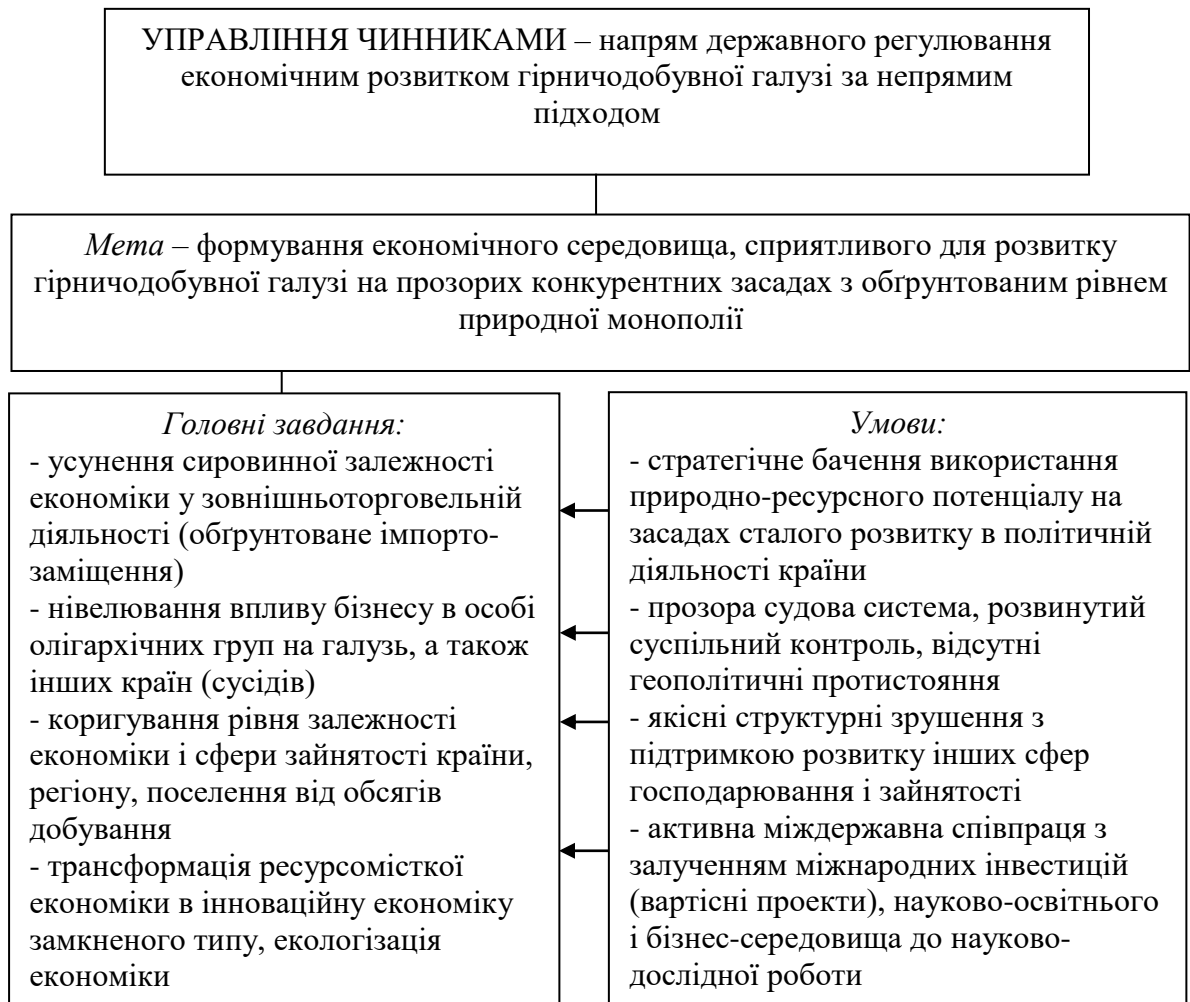 УПРАВЛІННЯ ЧИННИКАМИ – напрям державного регулювання
економічним розвитком гірничодобувної галузі за непрямим
підходом
Мета – формування економічного середовища, сприятливого для розвитку
гірничодобувної галузі на прозорих конкурентних засадах з обґрунтованим рівнем
природної монополії
Головні завдання:
- усунення сировинної залежності
економіки у зовнішньоторговельній
діяльності (обґрунтоване імпорто-
заміщення)
- нівелювання впливу бізнесу в особі
олігархічних груп на галузь, а також
інших країн (сусідів)
- коригування рівня залежності
економіки і сфери зайнятості країни,
регіону, поселення від обсягів
добування
- трансформація ресурсомісткої
економіки в інноваційну економіку
замкненого типу, екологізація
економіки
Умови:
- стратегічне бачення використання
природно-ресурсного потенціалу на
засадах сталого розвитку в політичній
діяльності країни
- прозора судова система, розвинутий
суспільний контроль, відсутні
геополітичні протистояння
- якісні структурні зрушення з
підтримкою розвитку інших сфер
господарювання і зайнятості
- активна міждержавна співпраця з
залученням міжнародних інвестицій
(вартісні проекти), науково-освітнього
і бізнес-середовища до науково-
дослідної роботи